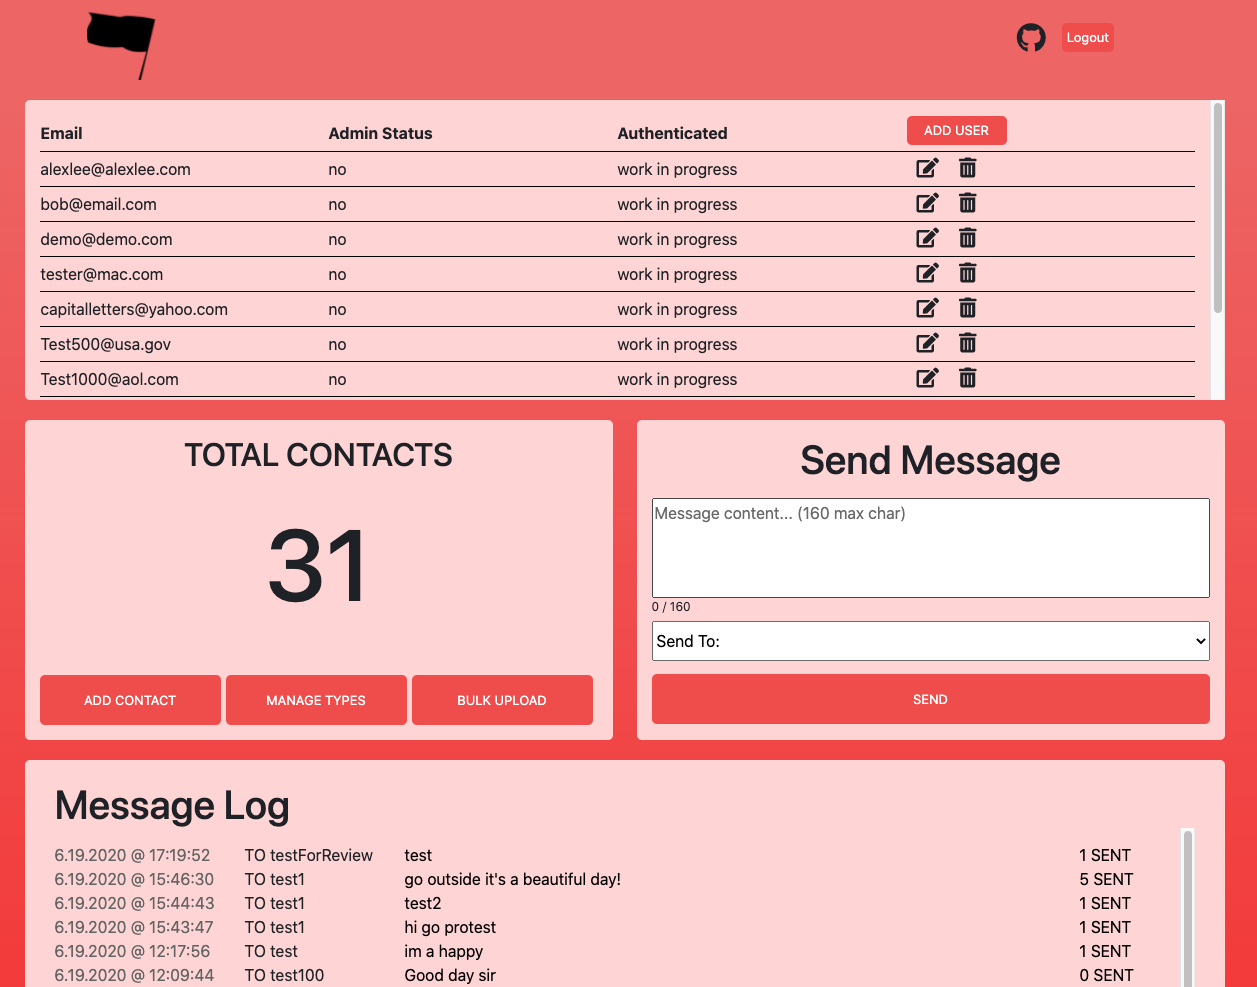 Logout
Email Admin Status Authenticated ADD USER
alexlee@alexlee.com no work in progress
bob@email.com no work in progress
demo@demo.com no work in progress
tester@mac.com no work in progress
capitalletters@yahoo.com no work in progress
Test500@usa.gov no work in progress
Test1000@aol.com no work in progress
TOTAL CONTACTS
31
ADD CONTACT MANAGE TYPES BULK UPLOAD
Send Message
Message content... (160 max char)
0 / 160
Send To:
SEND
Message Log
6.19.2020 @ 17:19:52 TO testForReview test 1 SENT
6.19.2020 @ 15:46:30 TO test1 go outside it's a beautiful day! 5 SENT
6.19.2020 @ 15:44:43 TO test1 test2 1 SENT
6.19.2020 @ 15:43:47 TO test1 hi go protest 1 SENT
6.19.2020 @ 12:17:56 TO test im a happy 1 SENT
6.19.2020 @ 12:09:44 TO test100 Good day sir 0 SENT